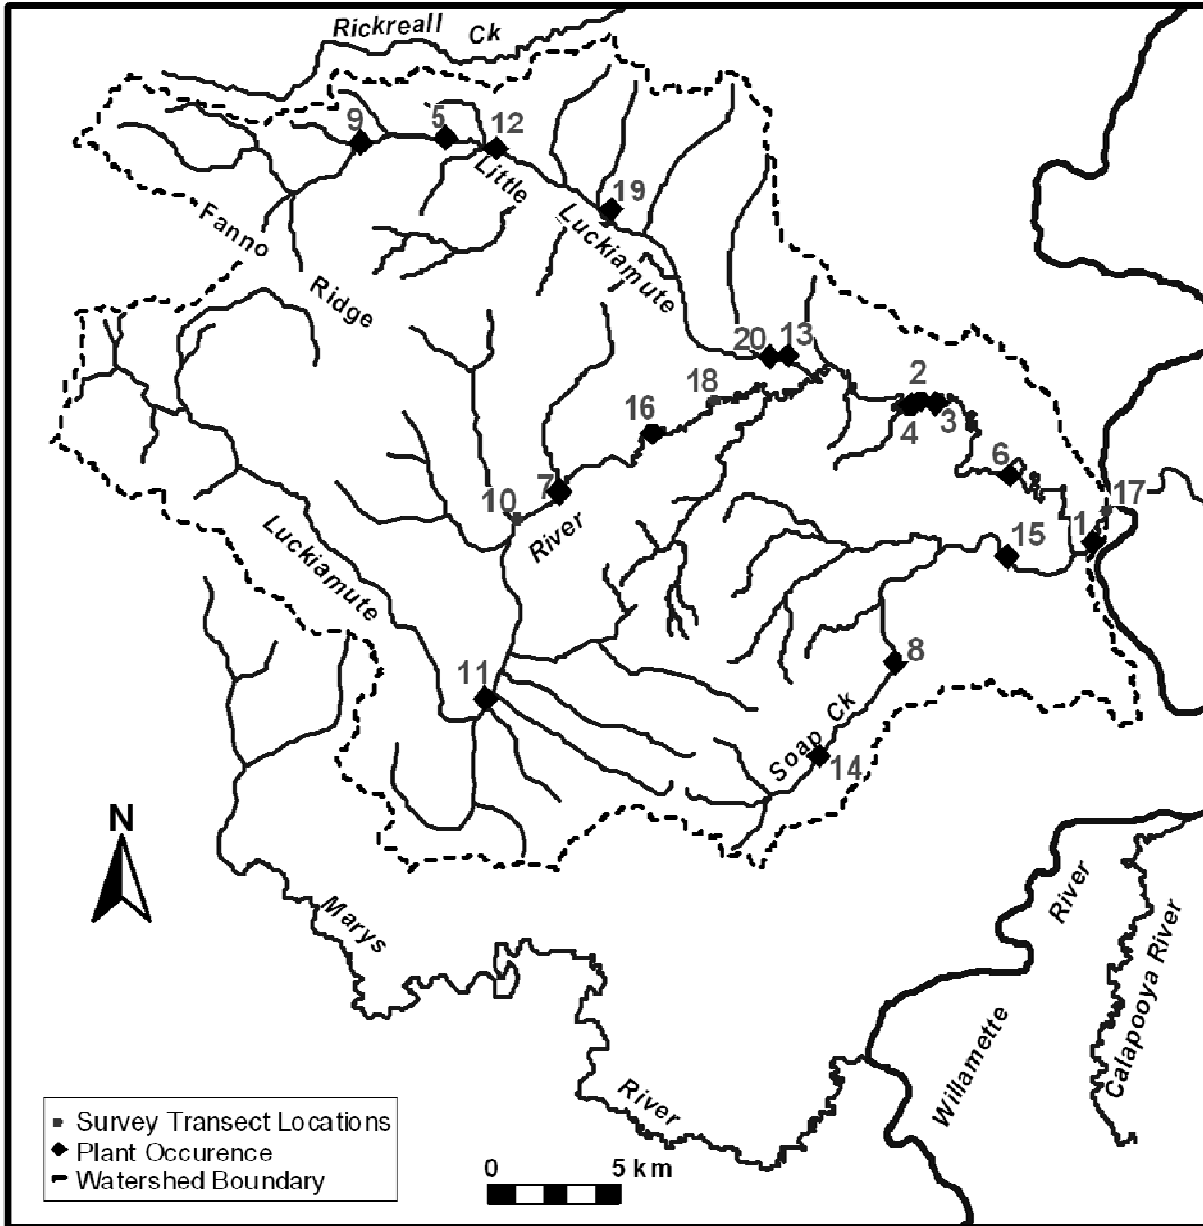 Rickreall Ck
9
5
12
Little
19
Luckiamute
Fanno
Ridge
20
13
18
2
16
4
3
6
7
10
17
River
15
1
Luckiamute
8
11
Soap Ck
14
N
Marys
River
River
Willamette
Calapooya River
Survey Transect Locations
Plant Occurence
Watershed Boundary
0
5 km